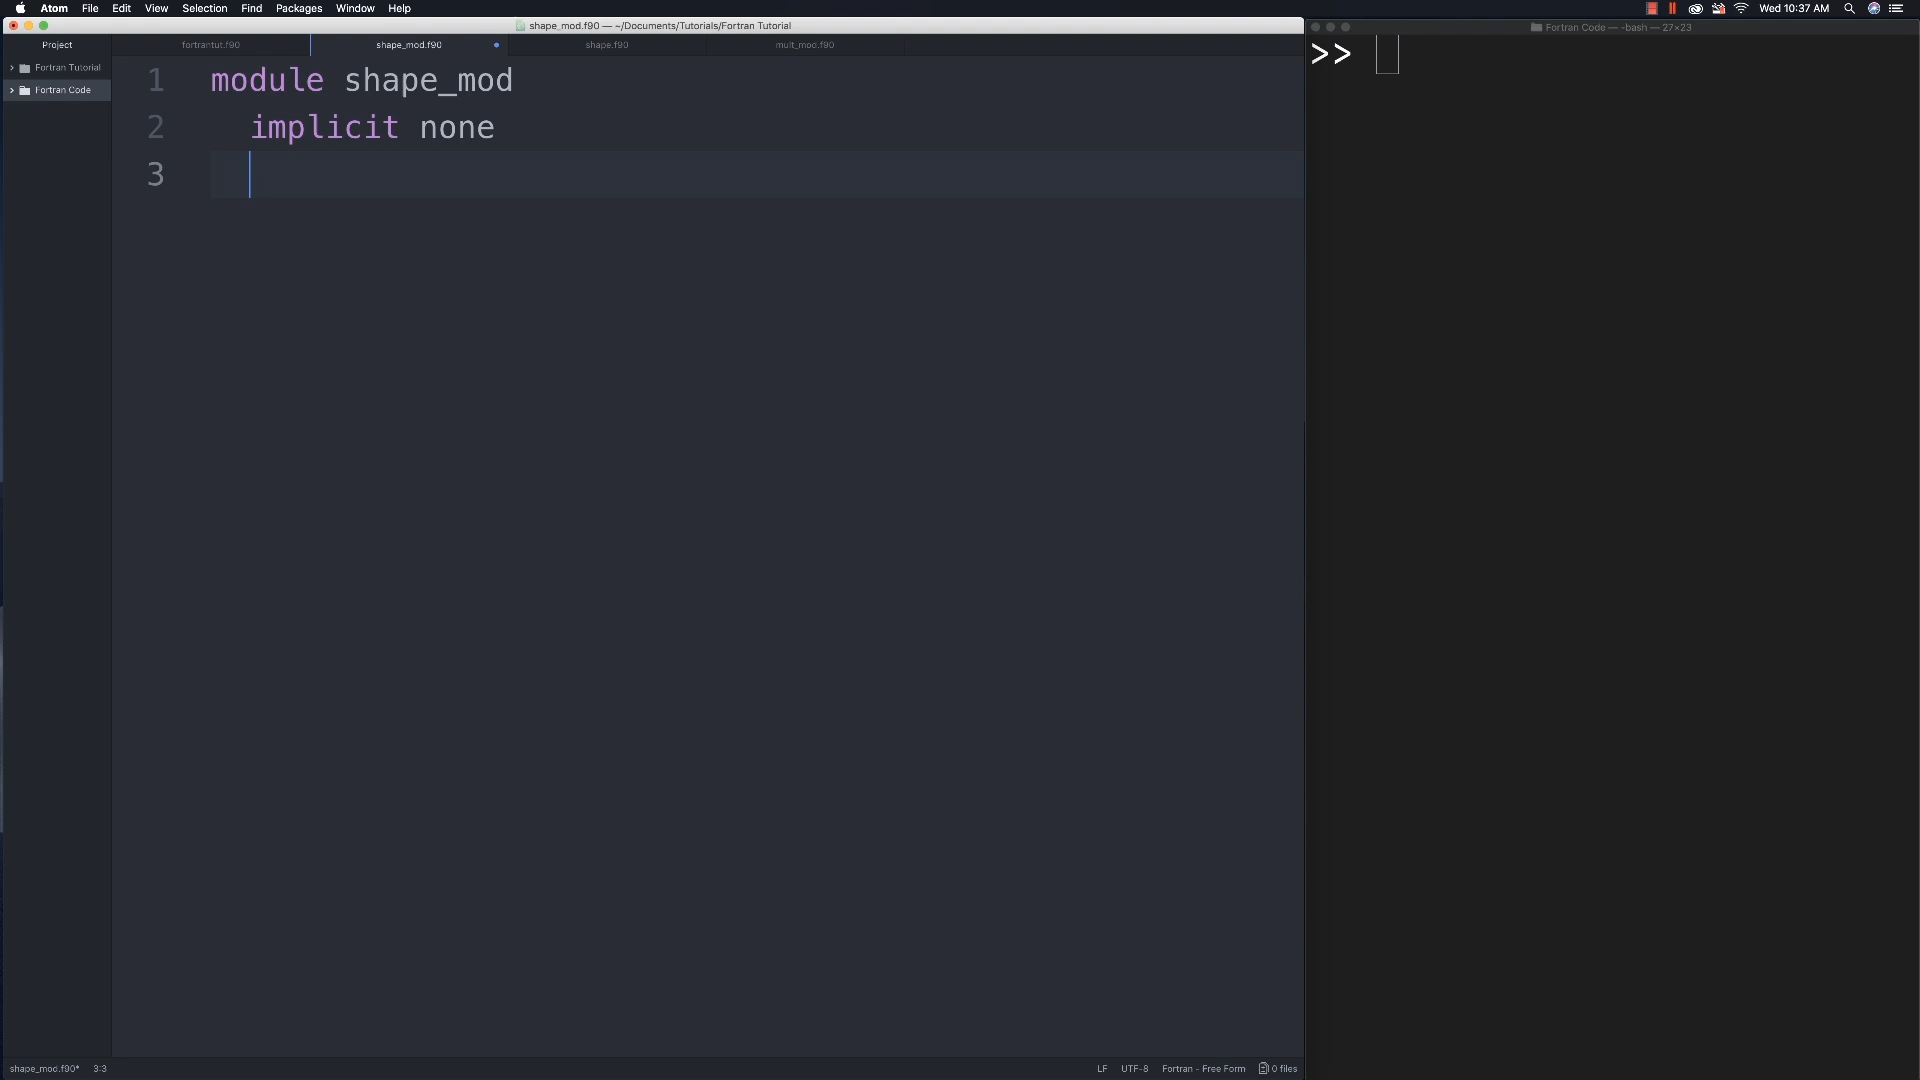 Atom File Edit View Selection Find Packages Window Help Wed 10:37 AM
shape_mod.f90 — ~/Documents/Tutorials/Fortran Tutorial
Fortran Code — -bash — 27×23
Project fortrantut.f90 shape_mod.f90 shape.f90 mult_mod.f90
>>
Fortran Tutorial
Fortran Code
1 module shape_mod
2 implicit none
3
shape_mod.f90* 3:3 LF UTF-8 Fortran - Free Form 0 files